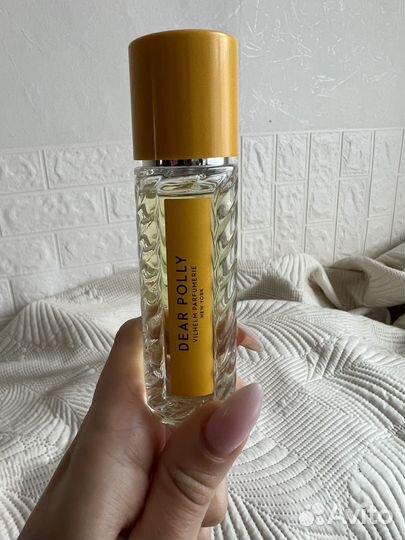 DEAR POLLY
VILHELM PARFUMERIE
NEW YORK
Avito